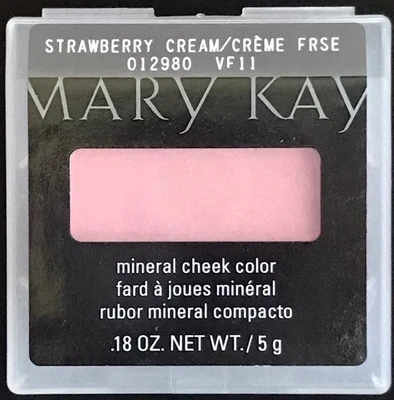 STRAWBERRY CREAM/CRÈME FRSE
012980 VF11
MARY KAY
mineral cheek color
fard à joues minéral
rubor mineral compacto
.18 OZ. NET WT./5 g